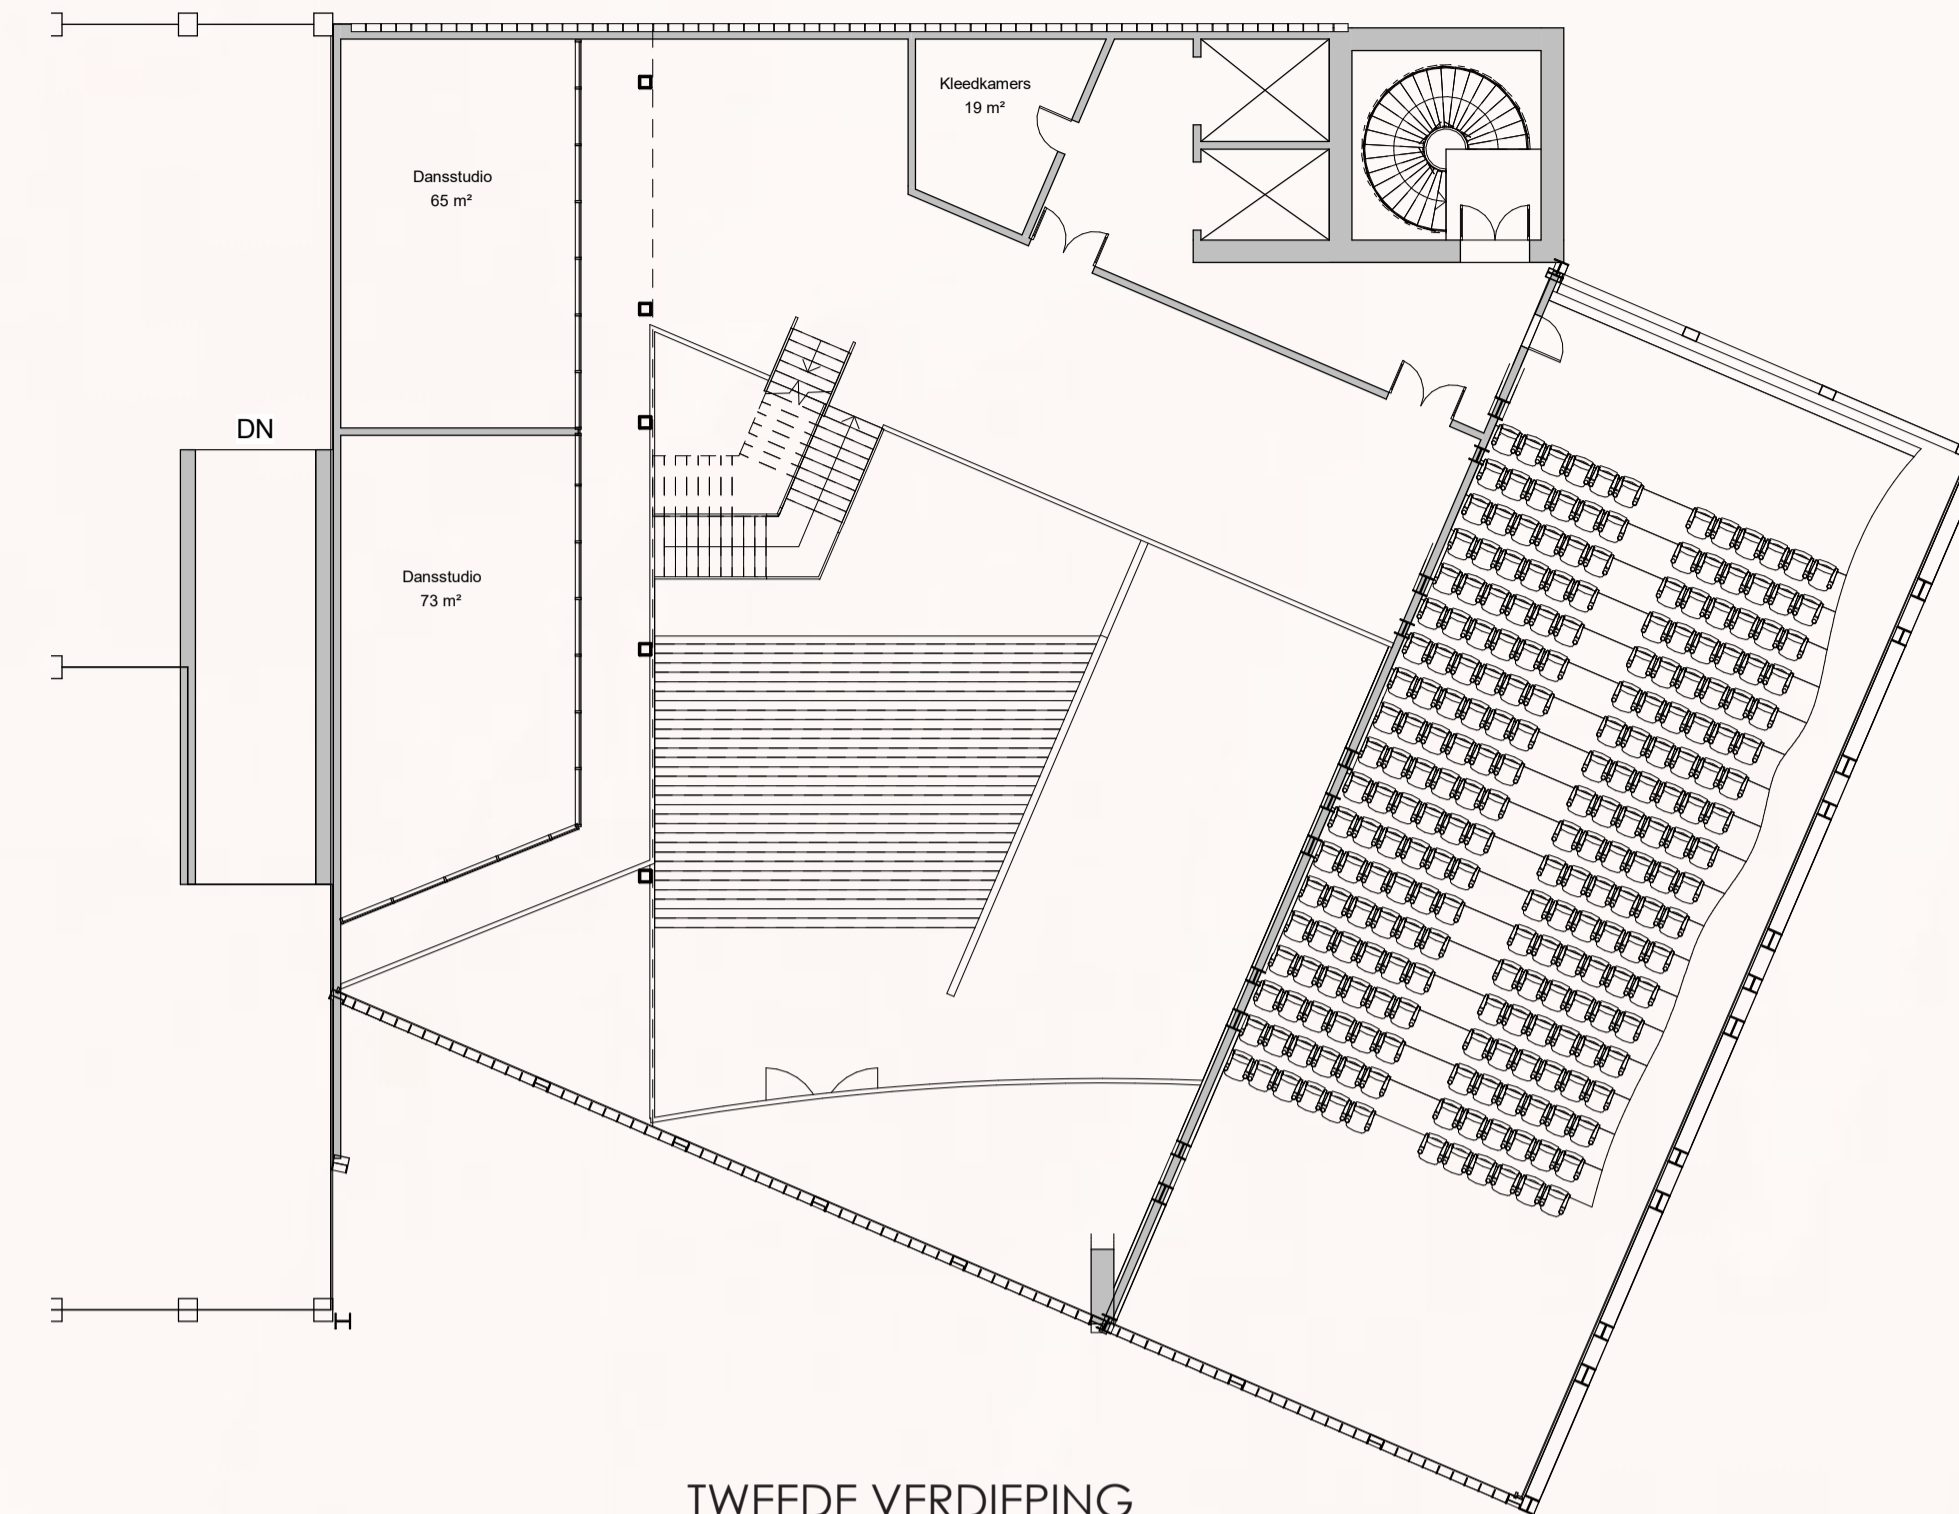 Kleedkamers
19 m²
Dansstudio
65 m²
DN
Dansstudio
73 m²
TWEEDE VERDIEPING